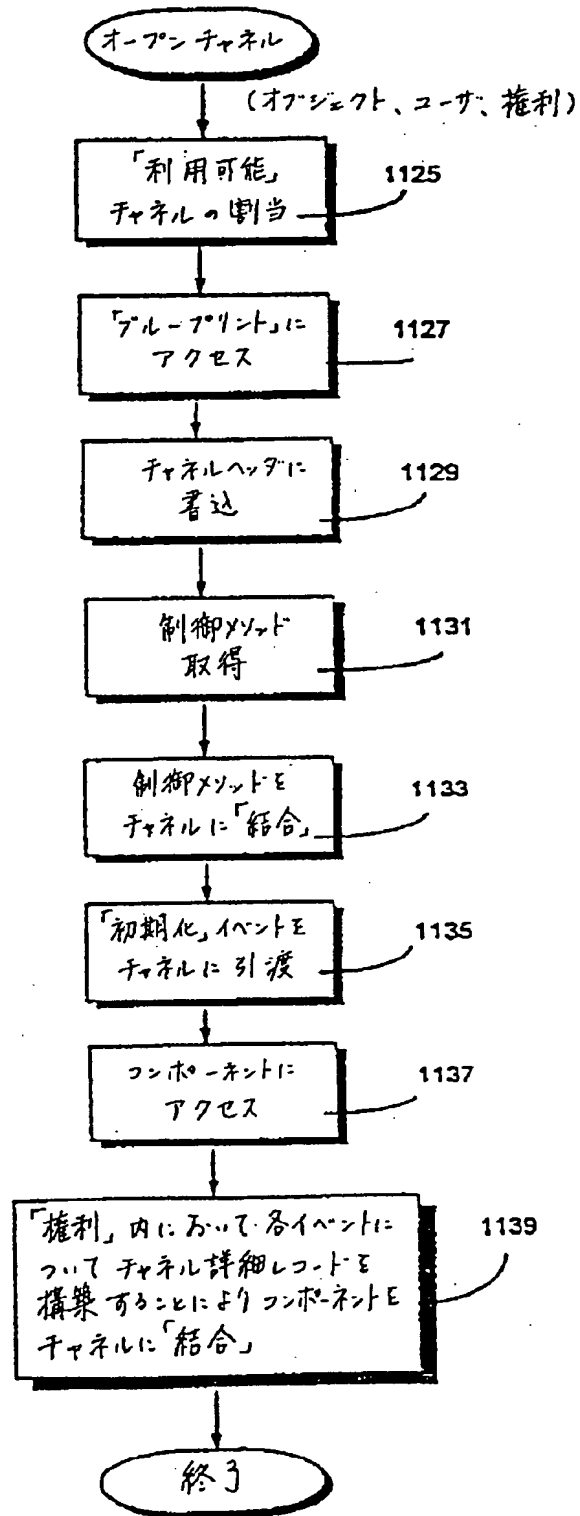 オープンチャネル
(オブジェクト、ユーザ、権利)
「利用可能」
チャネルの割当
1125
「ブループリント」に
アクセス
1127
チャネルヘッダに
書込
1129
制御メソッド
取得
1131
制御メソッドを
チャネルに「結合」
1133
「初期化」イベントを
チャネルに引渡
1135
コンポーネントに
アクセス
1137
「権利」内において各イベントに
ついてチャネル詳細レコードを
構築することによりコンポーネントを
チャネルに「結合」
1139
終了